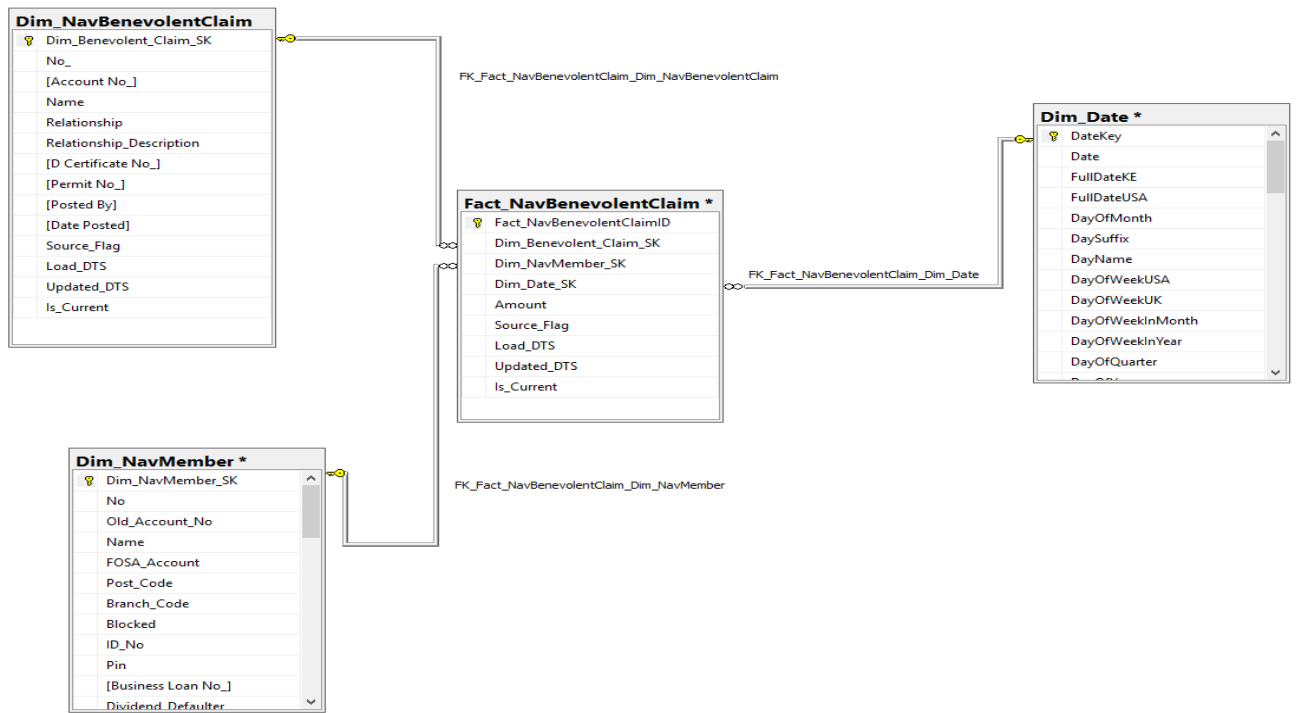 Dim_NavBenevolentClaim
Dim_Benevolent_Claim_SK
No_
[Account No_]
Name
Relationship
Relationship_Description
[D Certificate No_]
[Permit No_]
[Posted By]
[Date Posted]
Source_Flag
Load_DTS
Updated_DTS
Is_Current
FK_Fact_NavBenevolentClaim_Dim_NavBenevolentClaim
Dim_Date *
DateKey
Date
FullDateKE
FullDateUSA
DayOfMonth
DaySuffix
DayName
DayOfWeekUSA
DayOfWeekUK
DayOfWeekInMonth
DayOfWeekInYear
DayOfQuarter
Fact_NavBenevolentClaim *
Fact_NavBenevolentClaimID
Dim_Benevolent_Claim_SK
Dim_NavMember_SK
Dim_Date_SK
Amount
Source_Flag
Load_DTS
Updated_DTS
Is_Current
FK_Fact_NavBenevolentClaim_Dim_Date
Dim_NavMember *
Dim_NavMember_SK
No
Old_Account_No
Name
FOSA_Account
Post_Code
Branch_Code
Blocked
ID_No
Pin
[Business Loan No_]
Dividend_Defaulter
FK_Fact_NavBenevolentClaim_Dim_NavMember